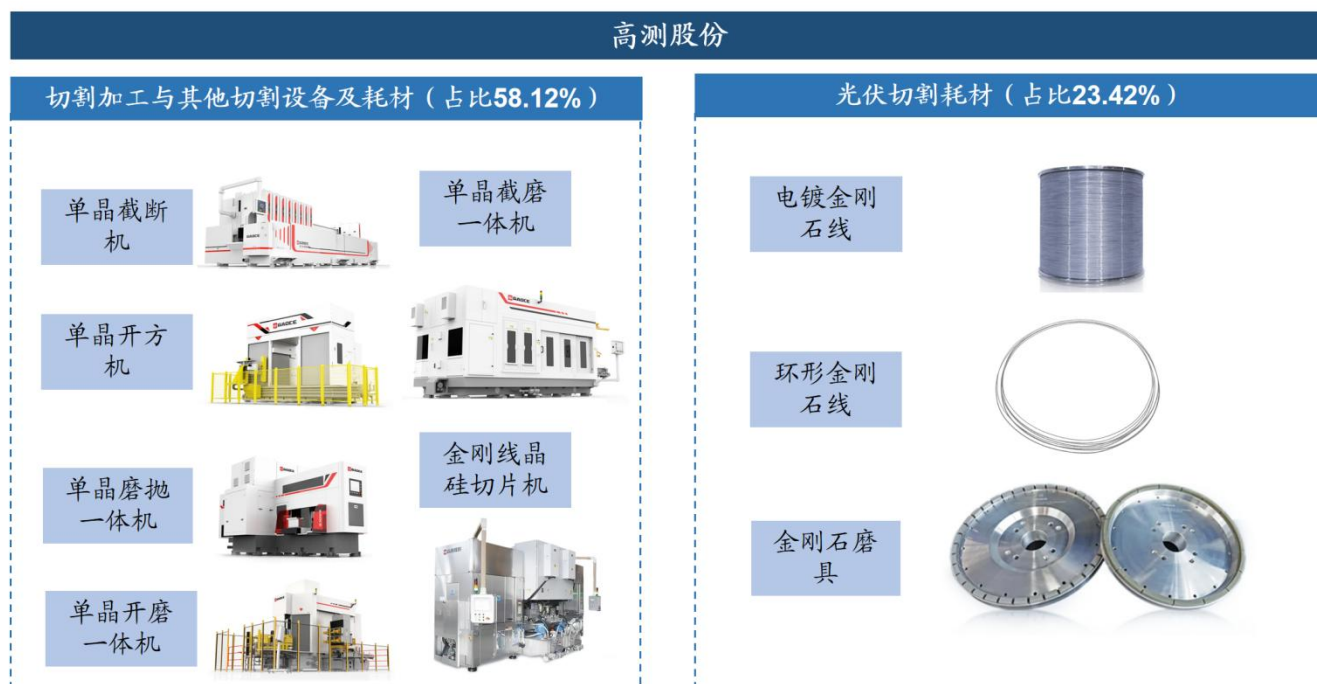 高测股份
切割加工与其他切割设备及耗材（占比58.12%）
单晶截断
机
单晶截磨
一体机
单晶开方
机
单晶磨抛
一体机
金刚线晶
硅切片机
单晶开磨
一体机
光伏切割耗材（占比23.42%）
电镀金刚
石线
环形金刚
石线
金刚石磨
具